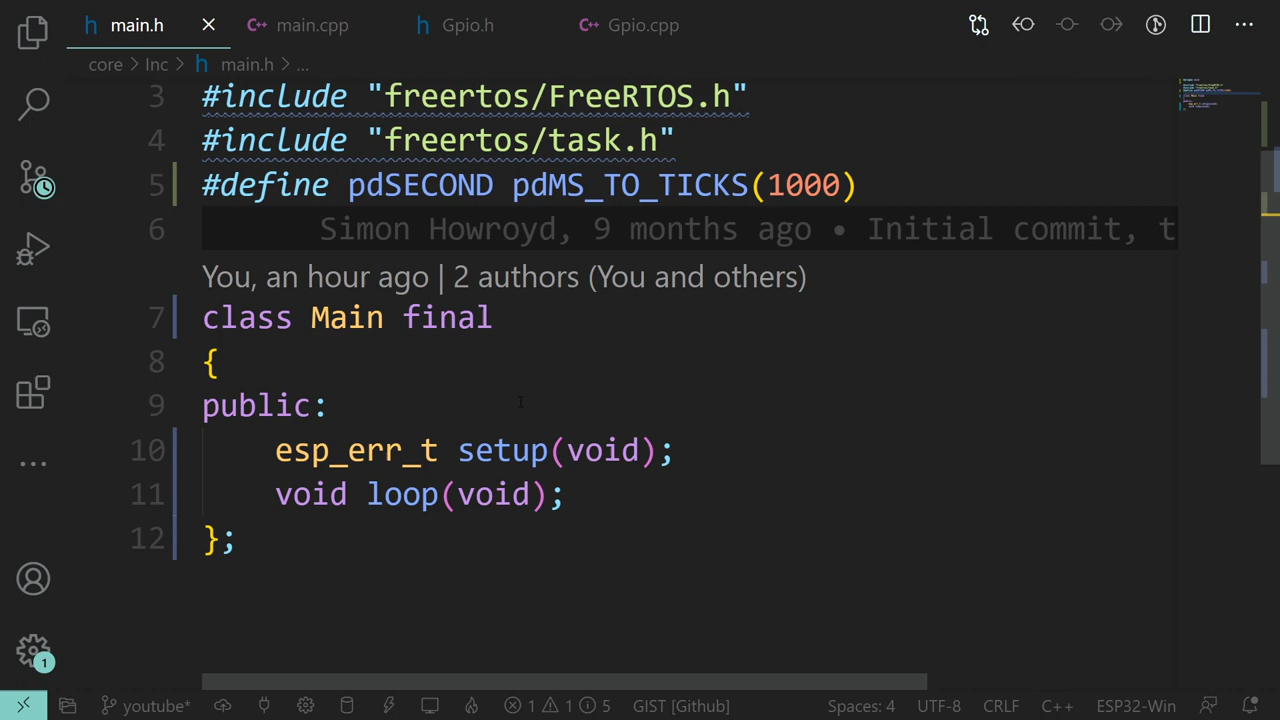 h main.h × C++ main.cpp h Gpio.h C++ Gpio.cpp
core > Inc > h main.h > ...
3 #include "freertos/FreeRTOS.h"
4 #include "freertos/task.h"
5 #define pdSECOND pdMS_TO_TICKS(1000)
6 Simon Howroyd, 9 months ago • Initial commit, t
You, an hour ago | 2 authors (You and others)
7 class Main final
8 {
9 public:
10 esp_err_t setup(void);
11 void loop(void);
12 };
1
youtube* 1 1 5 GIST [Github] Spaces: 4 UTF-8 CRLF C++ ESP32-Win